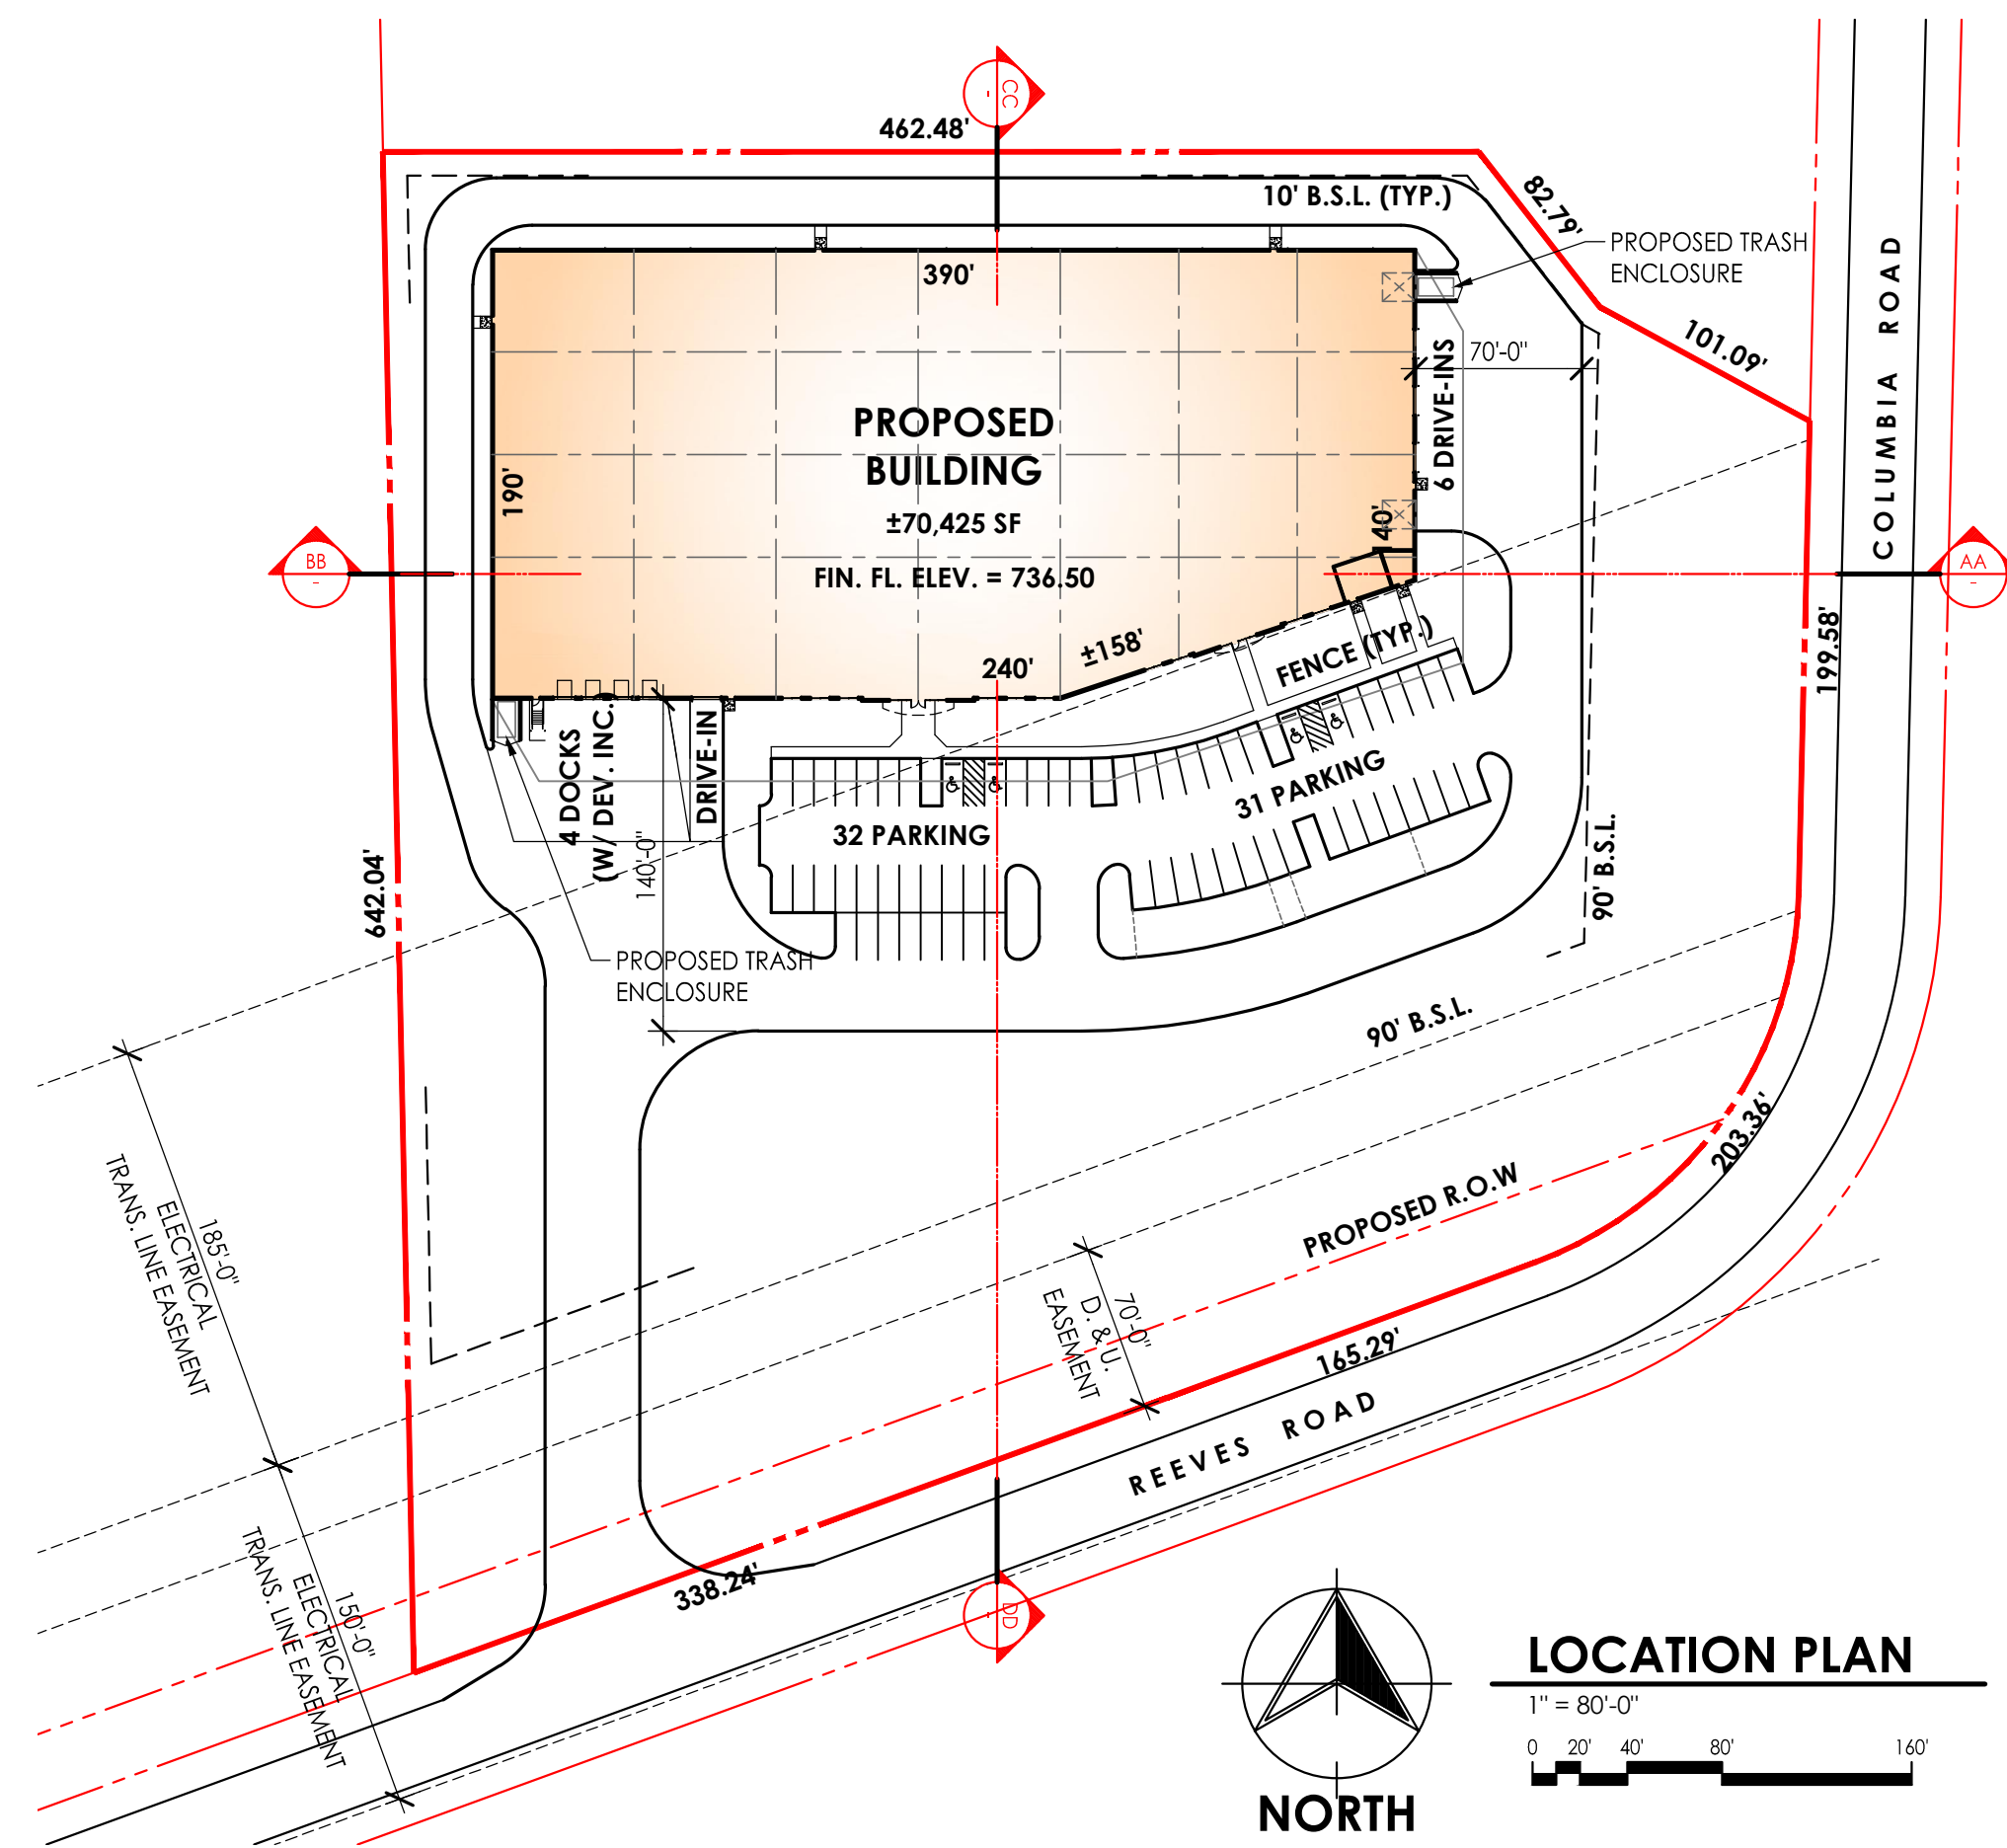 CC
-
462.48'
10' B.S.L. (TYP.)
82.79'
PROPOSED TRASH
ENCLOSURE
101.09'
COLUMBIA ROAD
390'
70'-0"
6 DRIVE-INS
190'
PROPOSED
BUILDING
±70,425 SF
FIN. FL. ELEV. = 736.50
40'
BB
-
AA
-
199.58'
±158'
240'
FENCE (TYP.)
4 DOCKS
(W/ DEV. INC.)
DRIVE-IN
140'-0"
32 PARKING
31 PARKING
642.04'
90' B.S.L.
PROPOSED TRASH
ENCLOSURE
90' B.S.L.
185'-0"
ELECTRICAL
TRANS. LINE EASEMENT
PROPOSED R.O.W
203.36'
70'-0"
D. & U.
EASEMENT
165.29'
REEVES ROAD
338.24'
150'-0"
ELECTRICAL
TRANS. LINE EASEMENT
DD
-
NORTH
LOCATION PLAN
1" = 80'-0"
0 20' 40' 80' 160'